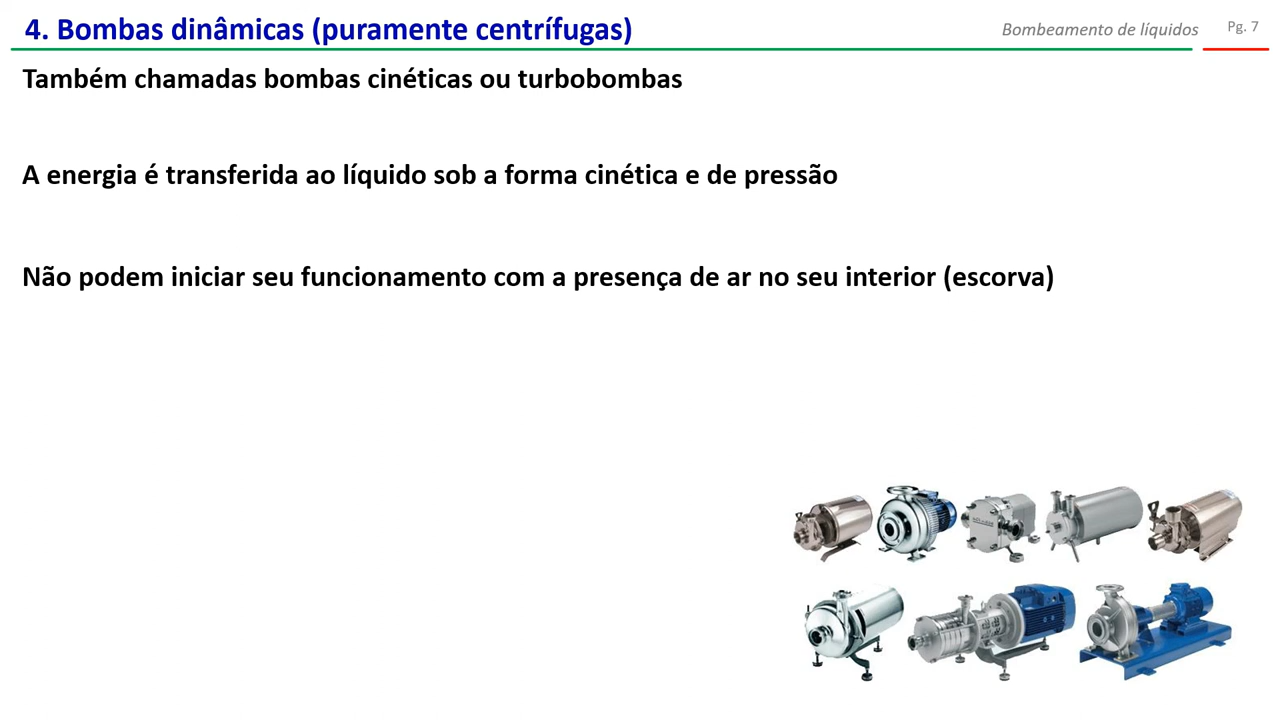 4. Bombas dinâmicas (puramente centrífugas)
Bombeamento de líquidos
Pg. 7
Também chamadas bombas cinéticas ou turbobombas
A energia é transferida ao líquido sob a forma cinética e de pressão
Não podem iniciar seu funcionamento com a presença de ar no seu interior (escorva)